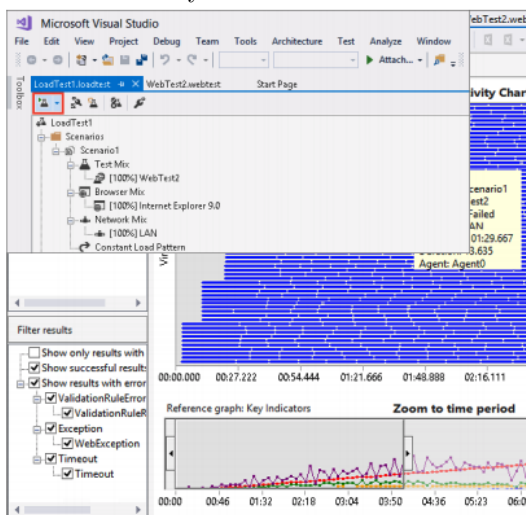 Microsoft Visual Studio
File Edit View Project Debug Team Tools Architecture Test Analyze Window
Attach...
Toolbox
LoadTest1.loadtest WebTest2.webtest Start Page
LoadTest1
Scenarios
Scenario1
Test Mix
[100%] WebTest2
Browser Mix
[100%] Internet Explorer 9.0
Network Mix
[100%] LAN
Constant Load Pattern
ebTest2.web
ivity Char
cenario1
est2
Failed
AN
01:29.667
3.635
Agent: Agent0
Vir
00:00.000 00:27.222 00:54.444 01:21.666 01:48.888 02:16.111
Filter results
Show only results with
Show successful results
Show results with error
ValidationRuleError
ValidationRuleR
Exception
WebException
Timeout
Timeout
Reference graph: Key Indicators Zoom to time period
00:00 00:46 01:32 02:18 03:04 03:50 04:36 05:23 06:0